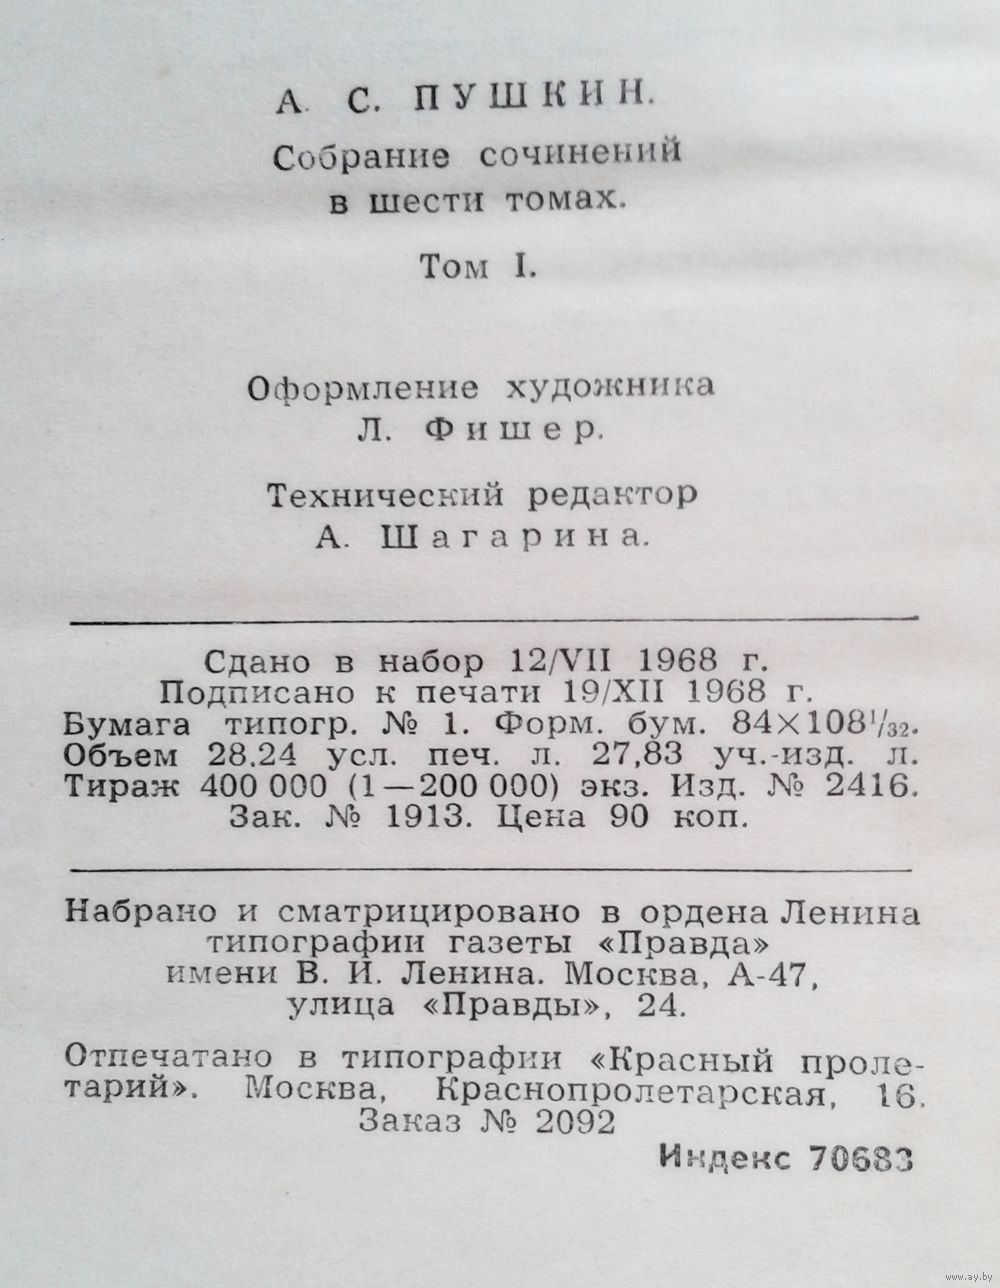 А. С. ПУШКИН.
Собрание сочинений
в шести томах.
Том I.
Оформление художника
Л. Фишер.
Технический редактор
А. Шагарина.
Сдано в набор 12/VII 1968 г.
Подписано к печати 19/XII 1968 г.
Бумага типогр. № 1. Форм. бум. 84×108¹/₃₂.
Объем 28.24 усл. печ. л. 27,83 уч.-изд. л.
Тираж 400 000 (1—200 000) экз. Изд. № 2416.
Зак. № 1913. Цена 90 коп.
Набрано и сматрицировано в ордена Ленина
типографии газеты «Правда»
имени В. И. Ленина. Москва, А-47,
улица «Правды», 24.
Отпечатано в типографии «Красный проле-
тарий». Москва, Краснопролетарская, 16.
Заказ № 2092
Индекс 70683
www.ay.by